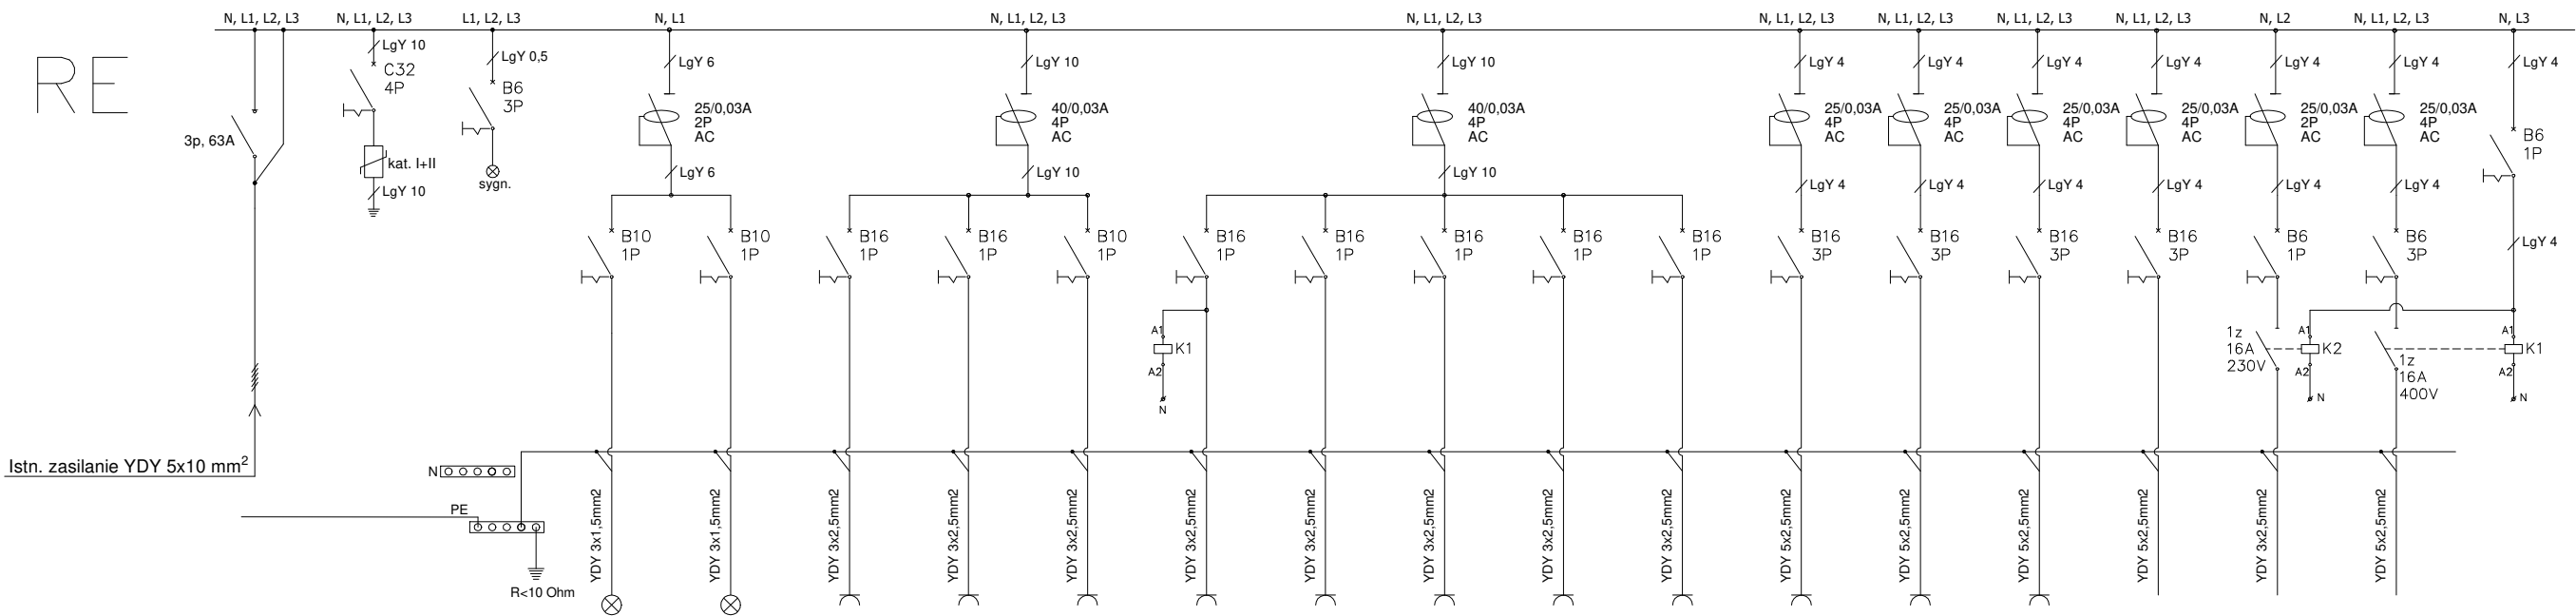 RE
N, L1, L2, L3
N, L1, L2, L3
L1, L2, L3
N, L1
N, L1, L2, L3
N, L1, L2, L3
N, L1, L2, L3
N, L1, L2, L3
N, L1, L2, L3
N, L1, L2, L3
N, L2
N, L1, L2, L3
N, L3
3p, 63A
LgY 10
C32
4P
kat. I+II
LgY 10
LgY 0,5
B6
3P
sygn.
LgY 6
25/0,03A
2P
AC
LgY 6
LgY 10
40/0,03A
4P
AC
LgY 10
LgY 10
40/0,03A
4P
AC
LgY 10
LgY 4
25/0,03A
4P
AC
LgY 4
LgY 4
25/0,03A
4P
AC
LgY 4
LgY 4
25/0,03A
4P
AC
LgY 4
LgY 4
25/0,03A
4P
AC
LgY 4
LgY 4
25/0,03A
2P
AC
LgY 4
LgY 4
25/0,03A
4P
AC
LgY 4
LgY 4
B6
1P
LgY 4
B10
1P
B10
1P
B16
1P
B16
1P
B10
1P
B16
1P
B16
1P
B16
1P
B16
1P
B16
1P
B16
3P
B16
3P
B16
3P
B16
3P
B6
1P
B6
3P
A1
K1
A2
N
1z
16A
230V
A1
K2
A2
N
1z
16A
400V
A1
K1
A2
N
Istn. zasilanie YDY 5x10 mm²
N
PE
R<10 Ohm
YDY 3x1,5mm2
YDY 3x1,5mm2
YDY 3x2,5mm2
YDY 3x2,5mm2
YDY 3x2,5mm2
YDY 3x2,5mm2
YDY 3x2,5mm2
YDY 3x2,5mm2
YDY 3x2,5mm2
YDY 3x2,5mm2
YDY 5x2,5mm2
YDY 5x2,5mm2
YDY 5x2,5mm2
YDY 5x2,5mm2
YDY 3x2,5mm2
YDY 5x2,5mm2